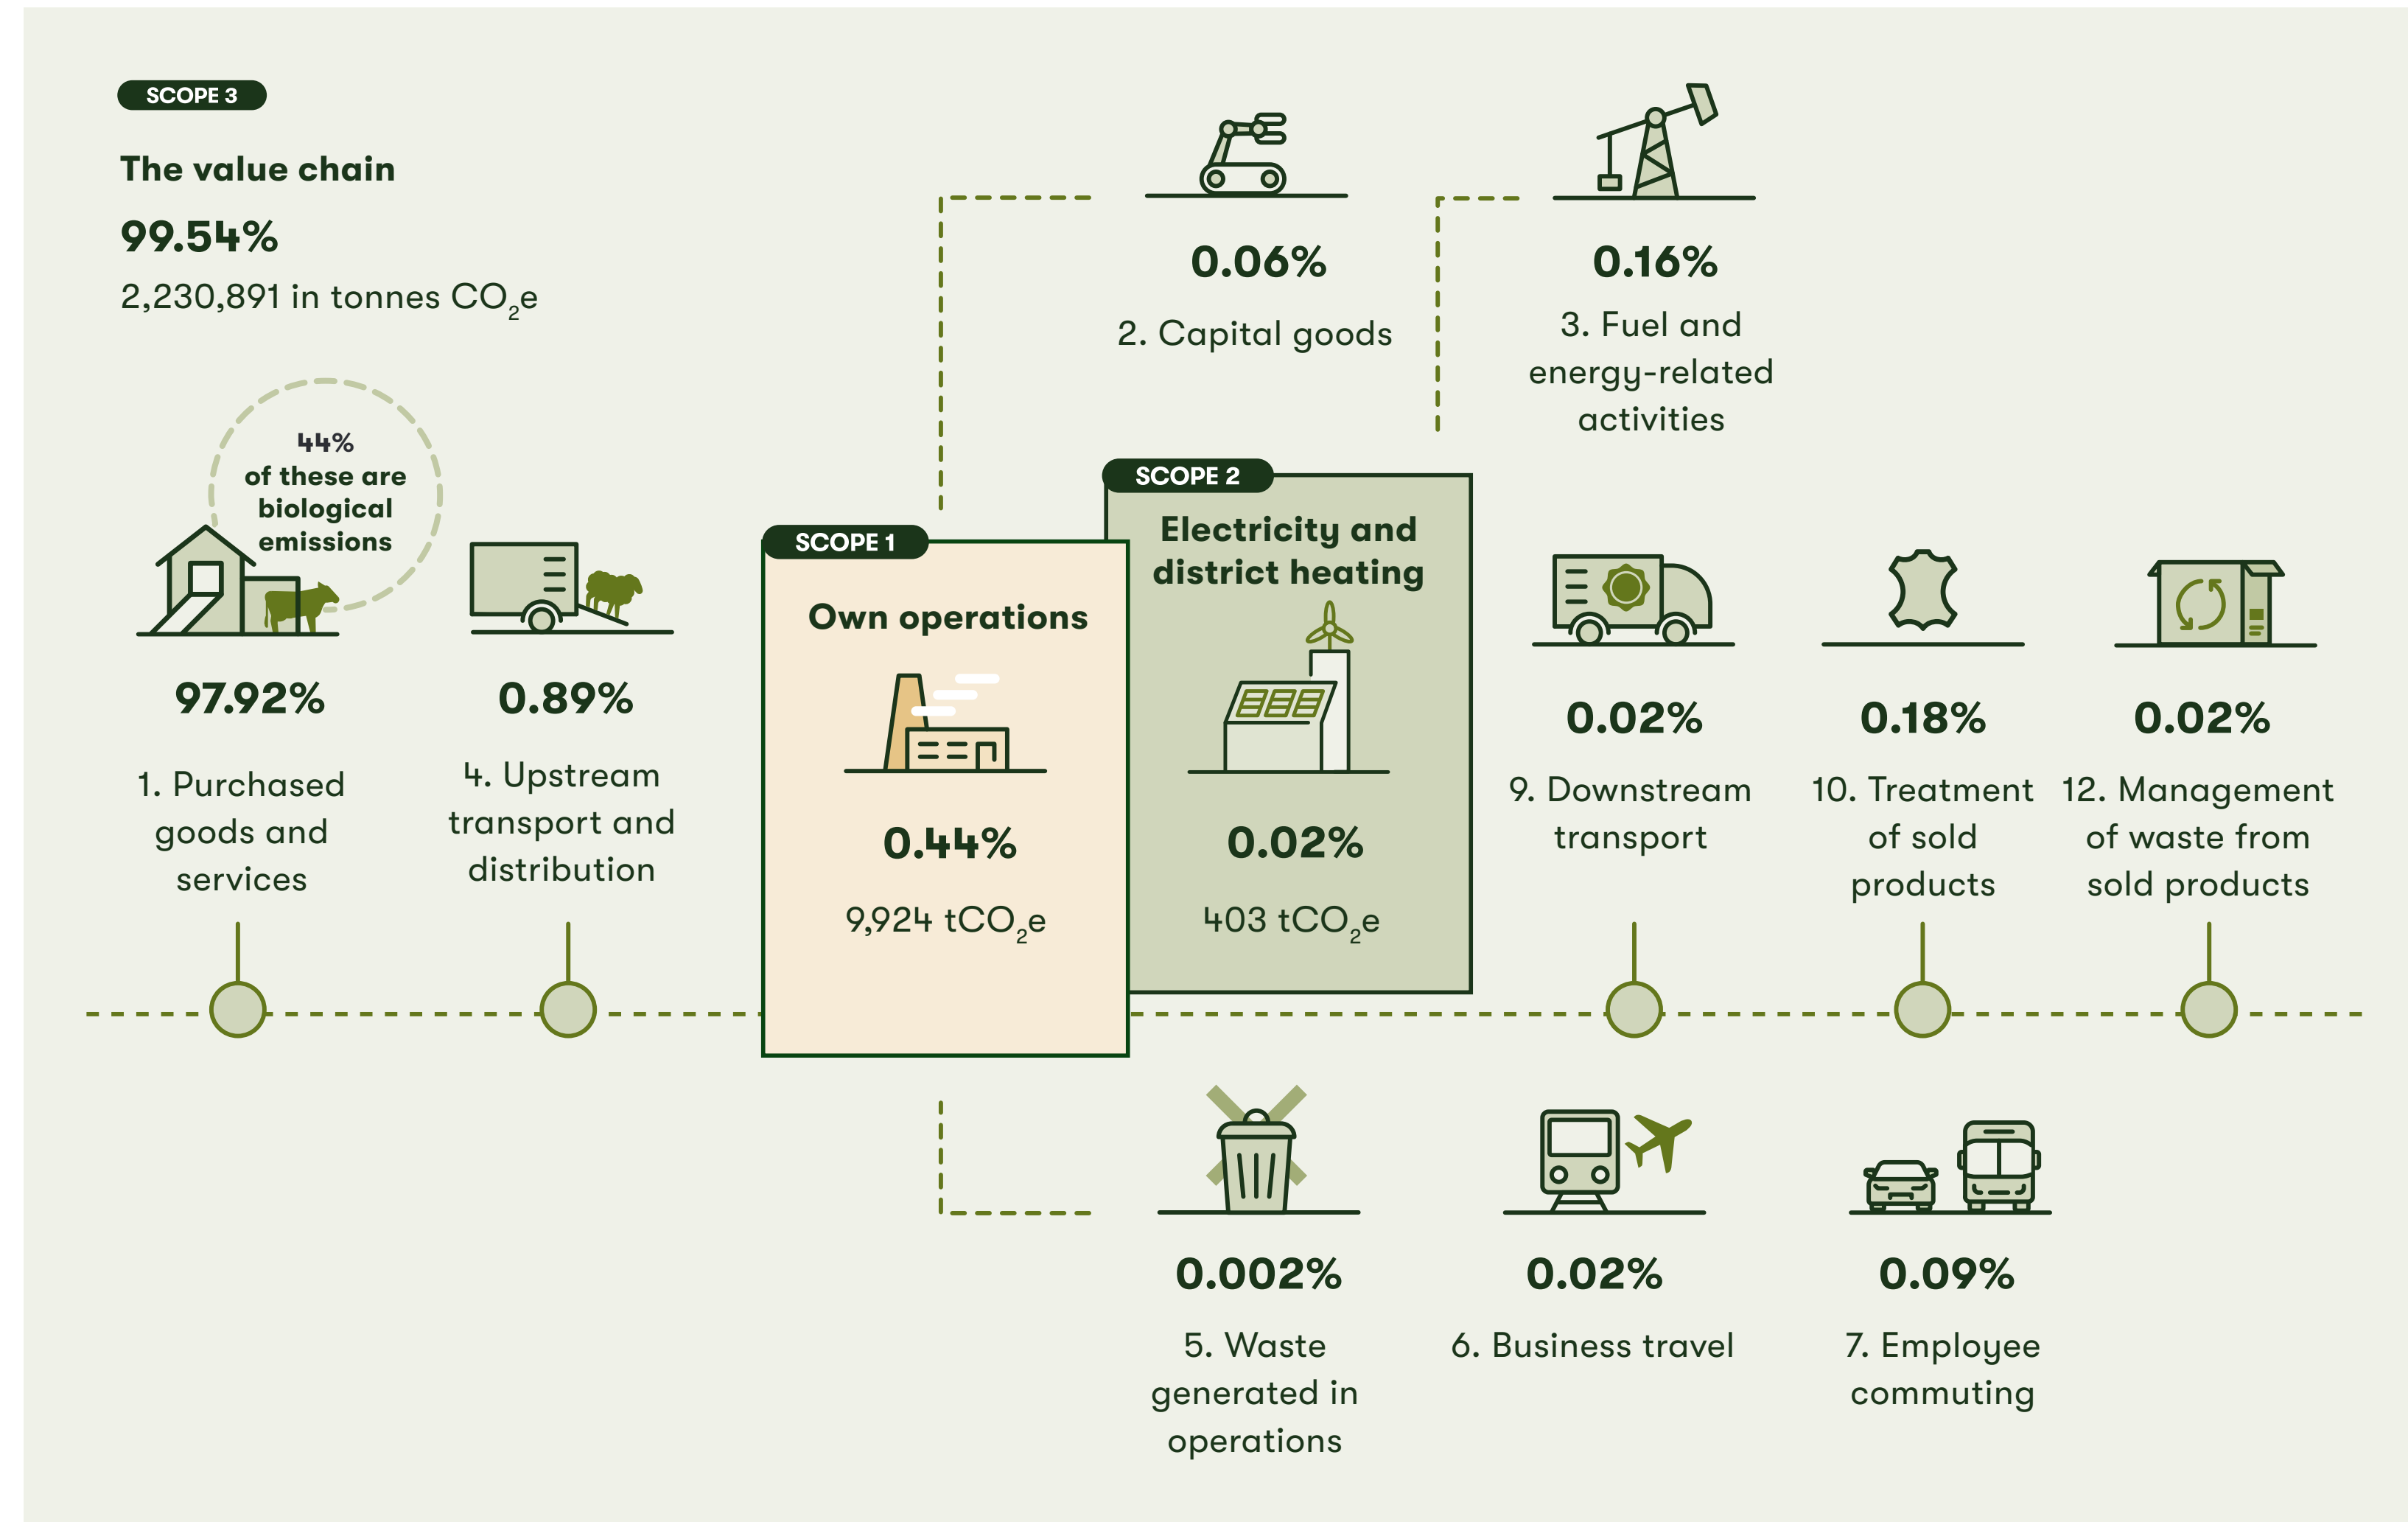 SCOPE 3
The value chain
99.54%
2,230,891 in tonnes CO₂e
44%
of these are
biological
emissions
97.92%
1. Purchased
goods and
services
0.89%
4. Upstream
transport and
distribution
0.06%
2. Capital goods
0.16%
3. Fuel and
energy-related
activities
SCOPE 1
Own operations
0.44%
9,924 tCO₂e
SCOPE 2
Electricity and
district heating
0.02%
403 tCO₂e
0.02%
9. Downstream
transport
0.18%
10. Treatment
of sold
products
0.02%
12. Management
of waste from
sold products
0.002%
5. Waste
generated in
operations
0.02%
6. Business travel
0.09%
7. Employee
commuting